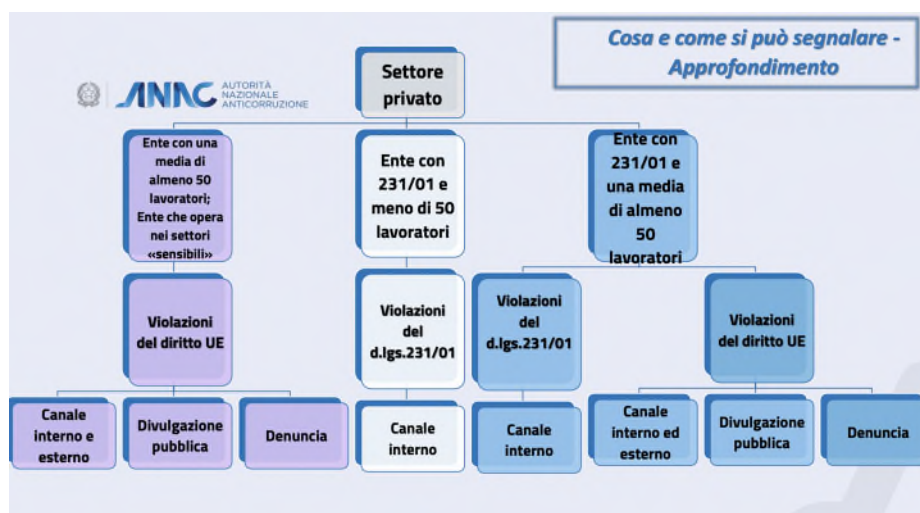 Cosa e come si può segnalare -
Approfondimento
ANAC
AUTORITÀ
NAZIONALE
ANTICORRUZIONE
Settore
privato
Ente con una
media di
almeno 50
lavoratori;
Ente che opera
nei settori
«sensibili»
Ente con
231/01 e
meno di 50
lavoratori
Ente con
231/01 e
una media
di almeno
50
lavoratori
Violazioni
del diritto UE
Violazioni
del
d.lgs.231/01
Violazioni
del
d.lgs.231/01
Violazioni
del diritto UE
Canale
interno e
esterno
Divulgazione
pubblica
Denuncia
Canale
interno
Canale
interno
Canale
interno ed
esterno
Divulgazione
pubblica
Denuncia